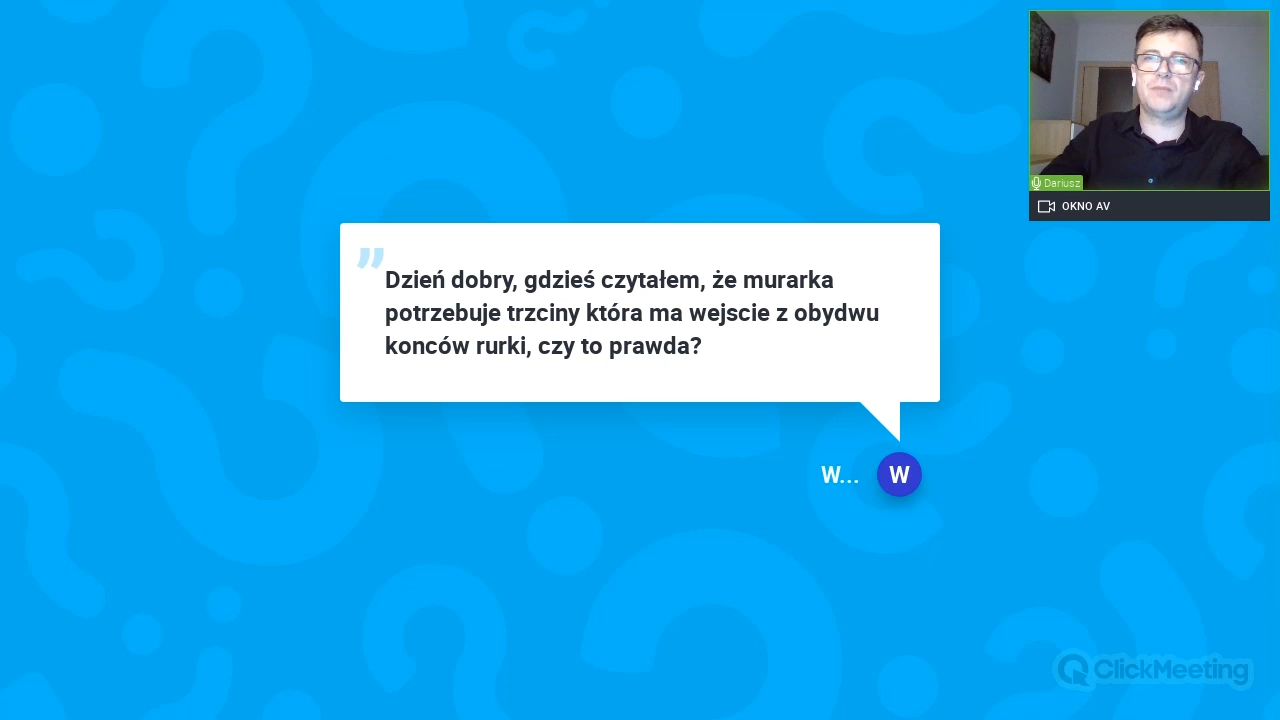 Dariusz
OKNO AV
”
Dzień dobry, gdzieś czytałem, że murarka
potrzebuje trzciny która ma wejscie z obydwu
konców rurki, czy to prawda?
W... W
ClickMeeting